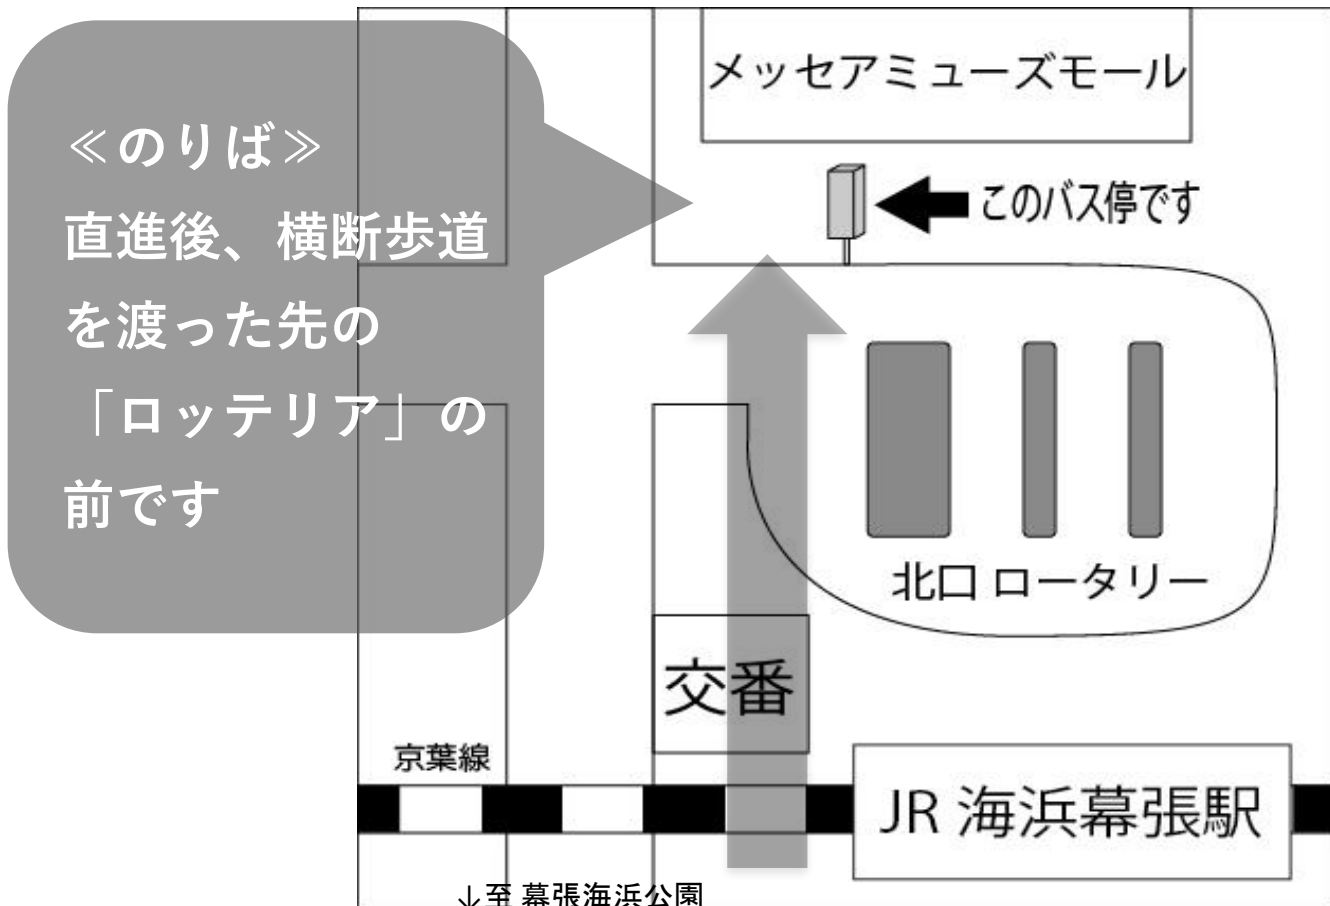 ≪のりば≫
直進後、横断歩道
を渡った先の
「ロッテリア」の
前です
メッセアミューズモール
このバス停です
北口 ロータリー
交番
京葉線
JR 海浜幕張駅
↓至 幕張海浜公園